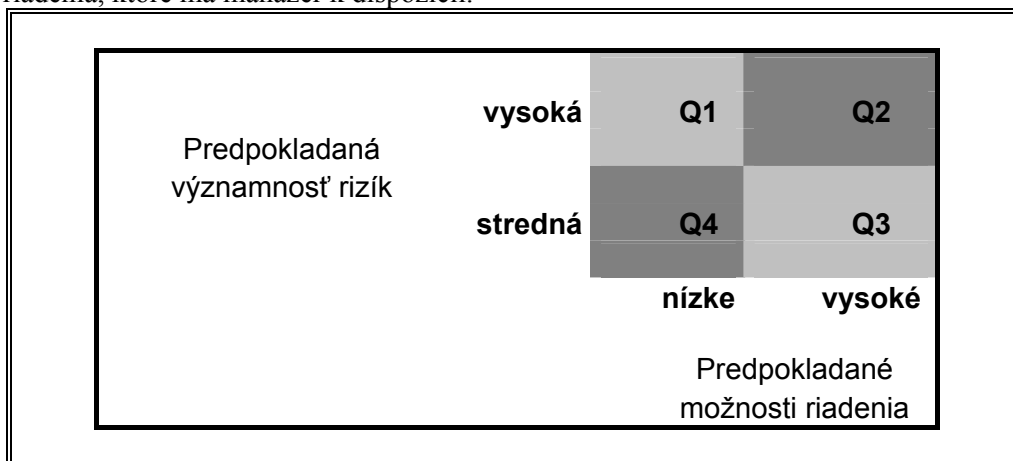 vysoká Q1 Q2
Predpokladaná
významnosť rizík
stredná Q4 Q3
nízke vysoké
Predpokladané
možnosti riadenia